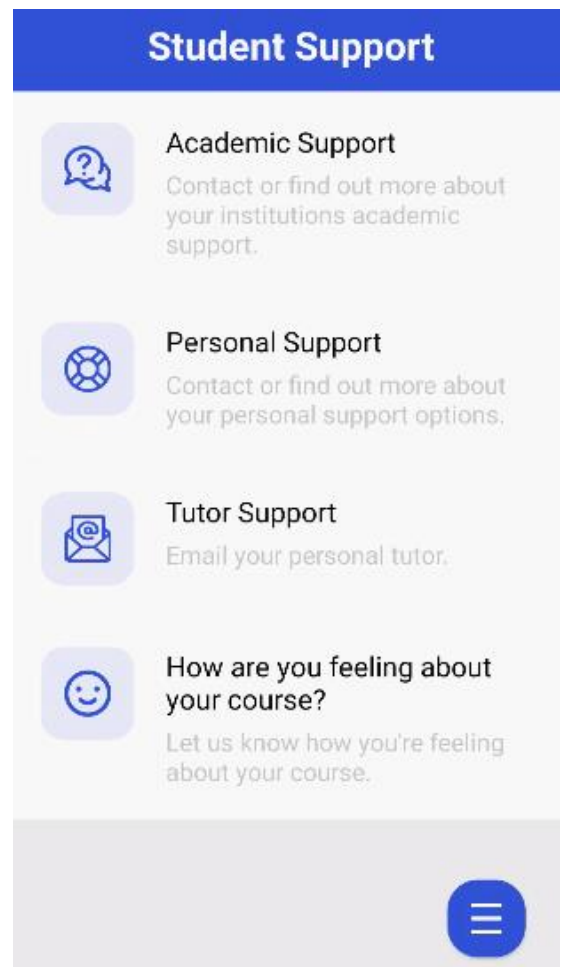 Student Support
Academic Support
Contact or find out more about
your institutions academic
support.
Personal Support
Contact or find out more about
your personal support options.
Tutor Support
Email your personal tutor.
How are you feeling about
your course?
Let us know how you're feeling
about your course.